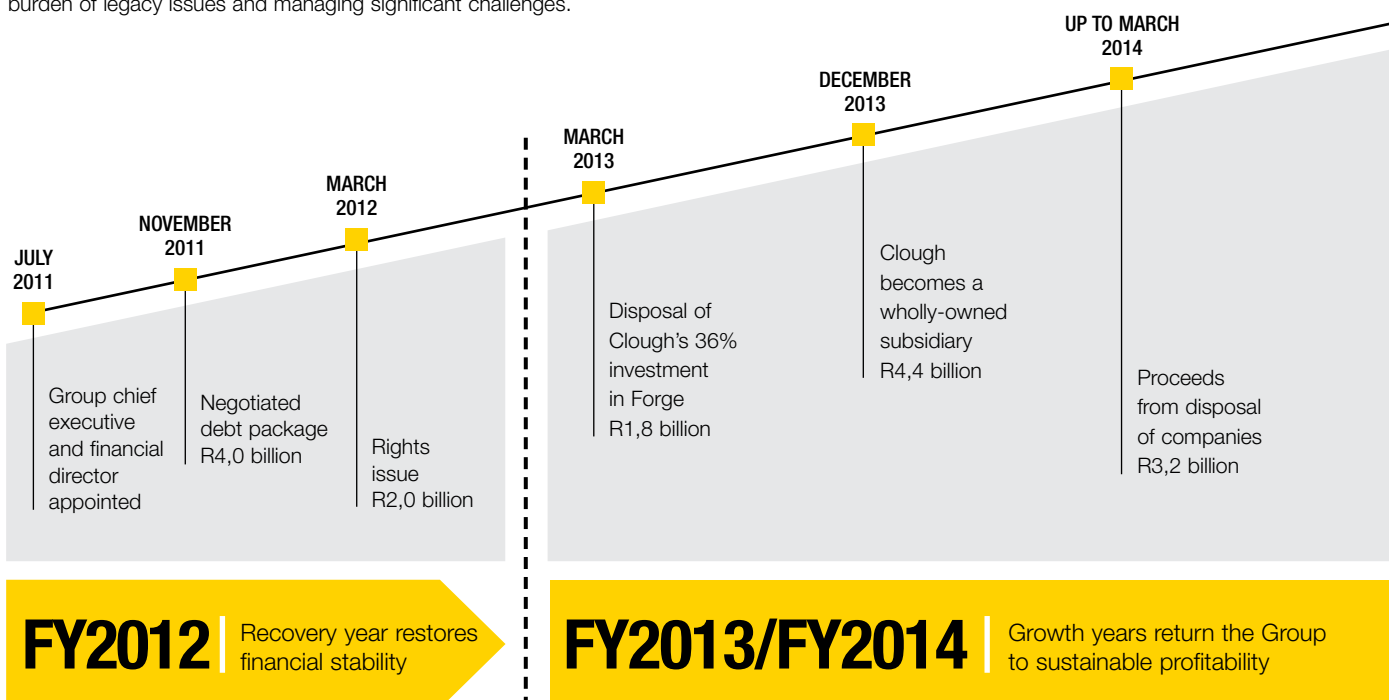 burden of legacy issues and managing significant challenges.
JULY
2011
Group chief
executive
and financial
director
appointed
NOVEMBER
2011
Negotiated
debt package
R4,0 billion
MARCH
2012
Rights
issue
R2,0 billion
MARCH
2013
Disposal of
Clough's 36%
investment
in Forge
R1,8 billion
DECEMBER
2013
Clough
becomes a
wholly-owned
subsidiary
R4,4 billion
UP TO MARCH
2014
Proceeds
from disposal
of companies
R3,2 billion
FY2012
Recovery year restores
financial stability
FY2013/FY2014
Growth years return the Group
to sustainable profitability